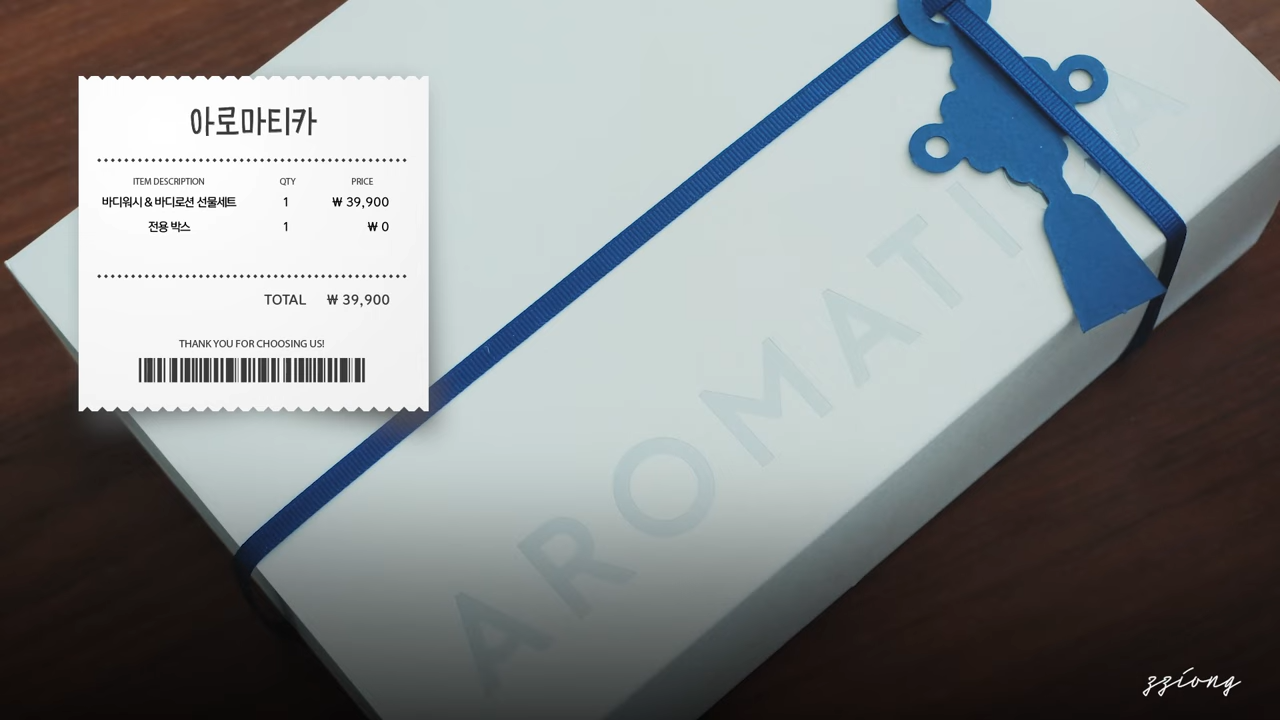 아로마티카
ITEM DESCRIPTION QTY PRICE
바디워시 & 바디로션 선물세트 1 ₩ 39,900
전용 박스 1 ₩ 0
TOTAL ₩ 39,900
THANK YOU FOR CHOOSING US!
AROMATICA
zziong